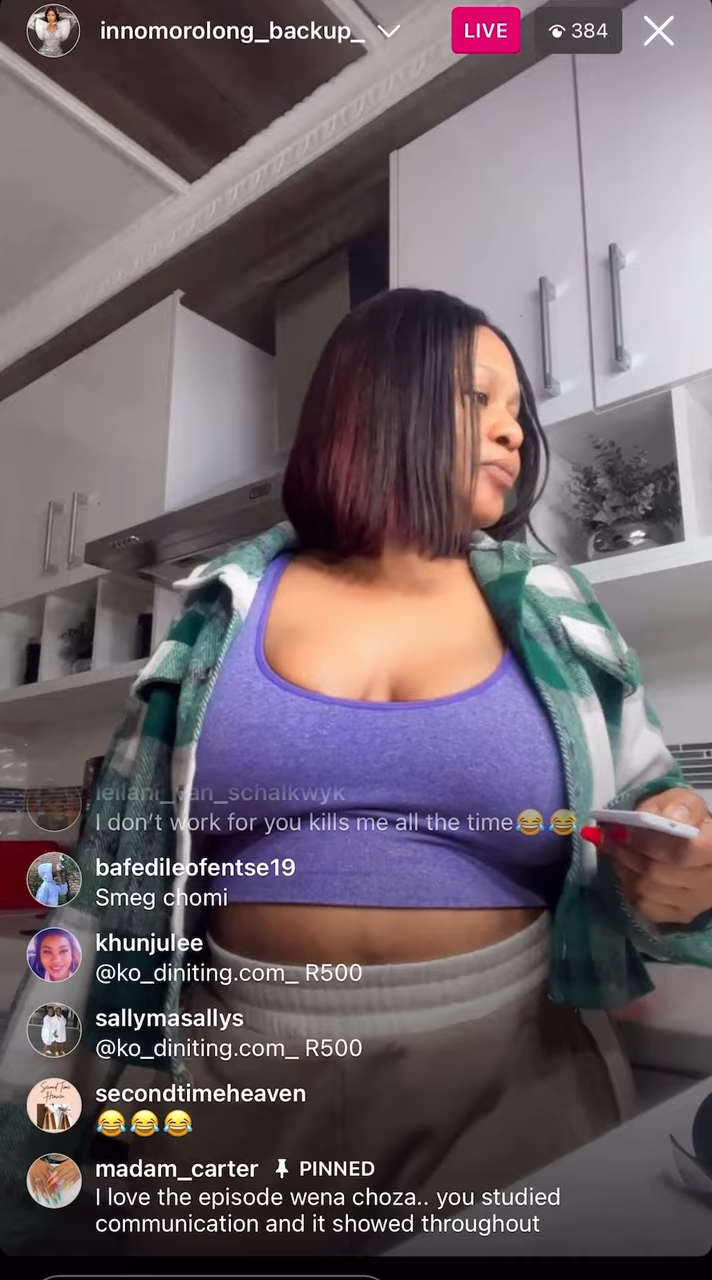 innomorolong_backup_
LIVE
384
leilani_van_schalkwyk
I don't work for you kills me all the time😂😂
bafedileofentse19
Smeg chomi
khunjulee
@ko_diniting.com_ R500
sallymasallys
@ko_diniting.com_ R500
secondtimeheaven
😂😂😂
madam_carter PINNED
I love the episode wena choza.. you studied
communication and it showed throughout